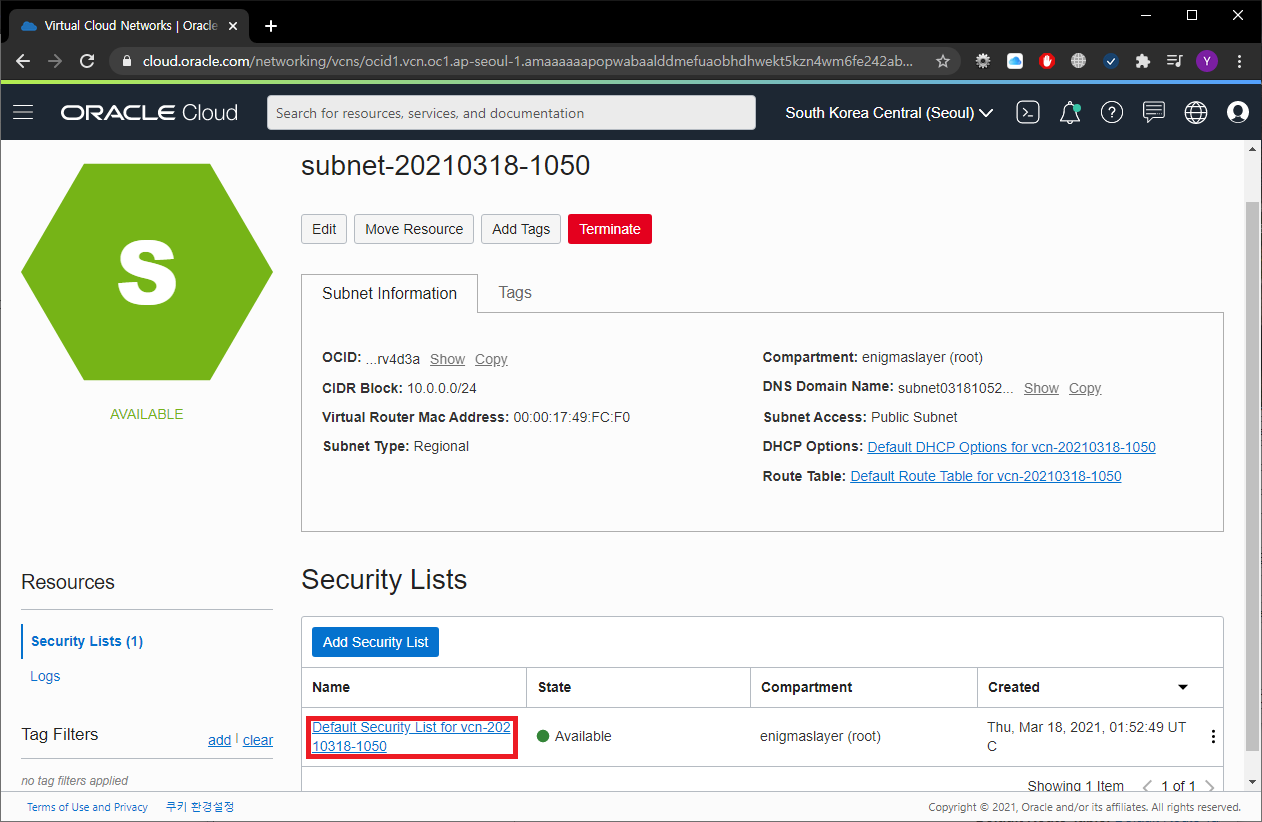 Virtual Cloud Networks | Oracle
cloud.oracle.com/networking/vcns/ocid1.vcn.oc1.ap-seoul-1.amaaaaaapopwabaalddmefuaobhdhwekt5kzn4wm6fe242ab...
Y
ORACLE Cloud
Search for resources, services, and documentation
South Korea Central (Seoul)
S
AVAILABLE
subnet-20210318-1050
Edit Move Resource Add Tags Terminate
Subnet Information Tags
OCID: ...rv4d3a Show Copy
CIDR Block: 10.0.0.0/24
Virtual Router Mac Address: 00:00:17:49:FC:F0
Subnet Type: Regional
Compartment: enigmaslayer (root)
DNS Domain Name: subnet03181052... Show Copy
Subnet Access: Public Subnet
DHCP Options: Default DHCP Options for vcn-20210318-1050
Route Table: Default Route Table for vcn-20210318-1050
Resources
Security Lists (1)
Logs
Tag Filters add | clear
no tag filters applied
Security Lists
Add Security List
Name State Compartment Created
Default Security List for vcn-202
10318-1050
Available
enigmaslayer (root)
Thu, Mar 18, 2021, 01:52:49 UT
C
Showing 1 Item 1 of 1
Terms of Use and Privacy 쿠키 환경설정
Copyright © 2021, Oracle and/or its affiliates. All rights reserved.